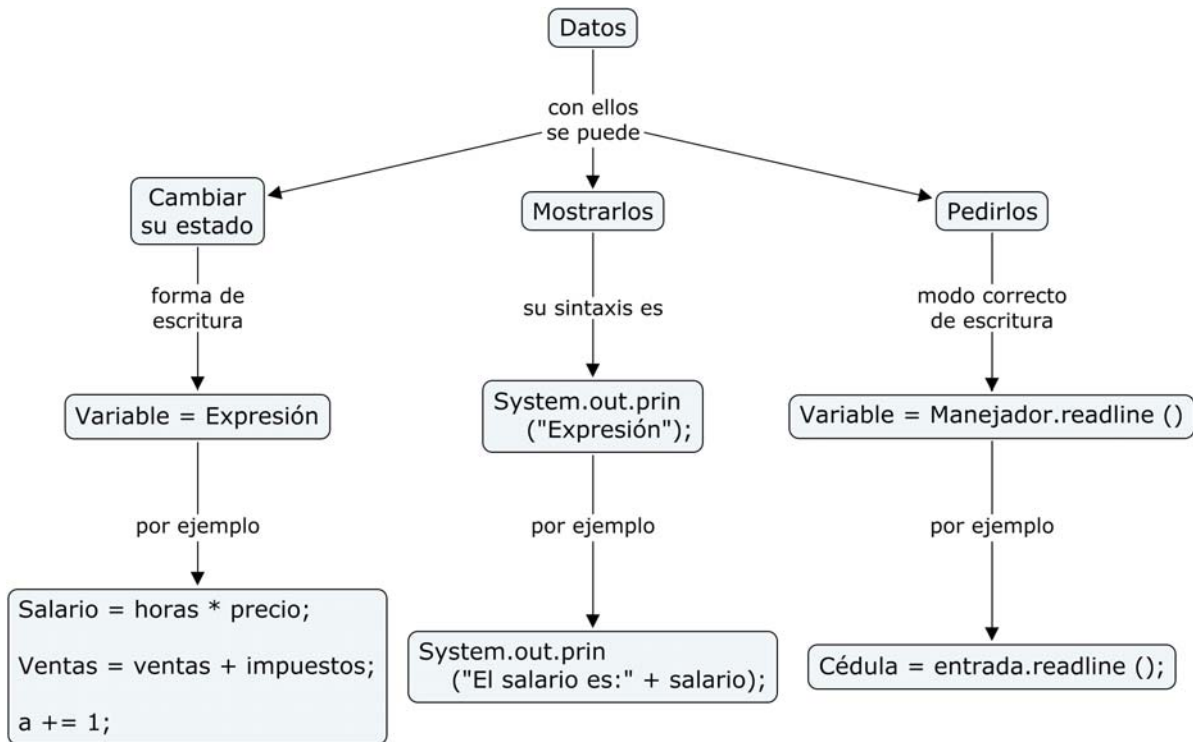 Datos
con ellos
se puede
Cambiar
su estado
Mostrarlos
Pedirlos
forma de
escritura
su sintaxis es
modo correcto
de escritura
Variable = Expresión
System.out.prin
("Expresión");
Variable = Manejador.readline ()
por ejemplo
por ejemplo
por ejemplo
Salario = horas * precio;
Ventas = ventas + impuestos;
a += 1;
System.out.prin
("El salario es:" + salario);
Cédula = entrada.readline ();